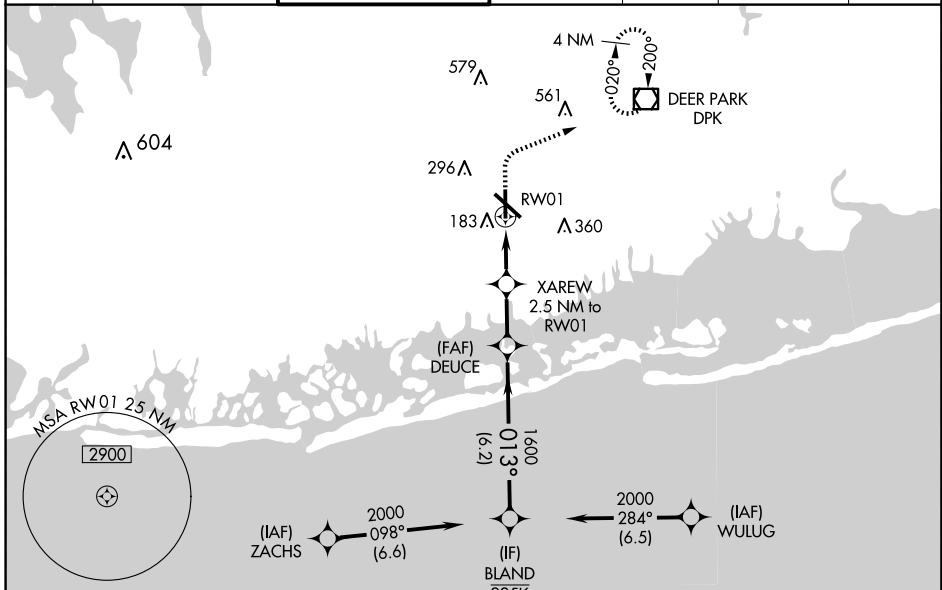 4 NM
020°
200°
579
561
DEER PARK
DPK
604
296
RW01
183
360
XAREW
2.5 NM to
RW01
(FAF)
DEUCE
MSA RW01 25 NM
2900
1600
013°
(6.2)
2000
098°
(6.6)
(IAF)
ZACHS
2000
284°
(6.5)
(IAF)
WULUG
(IF)
BLAND